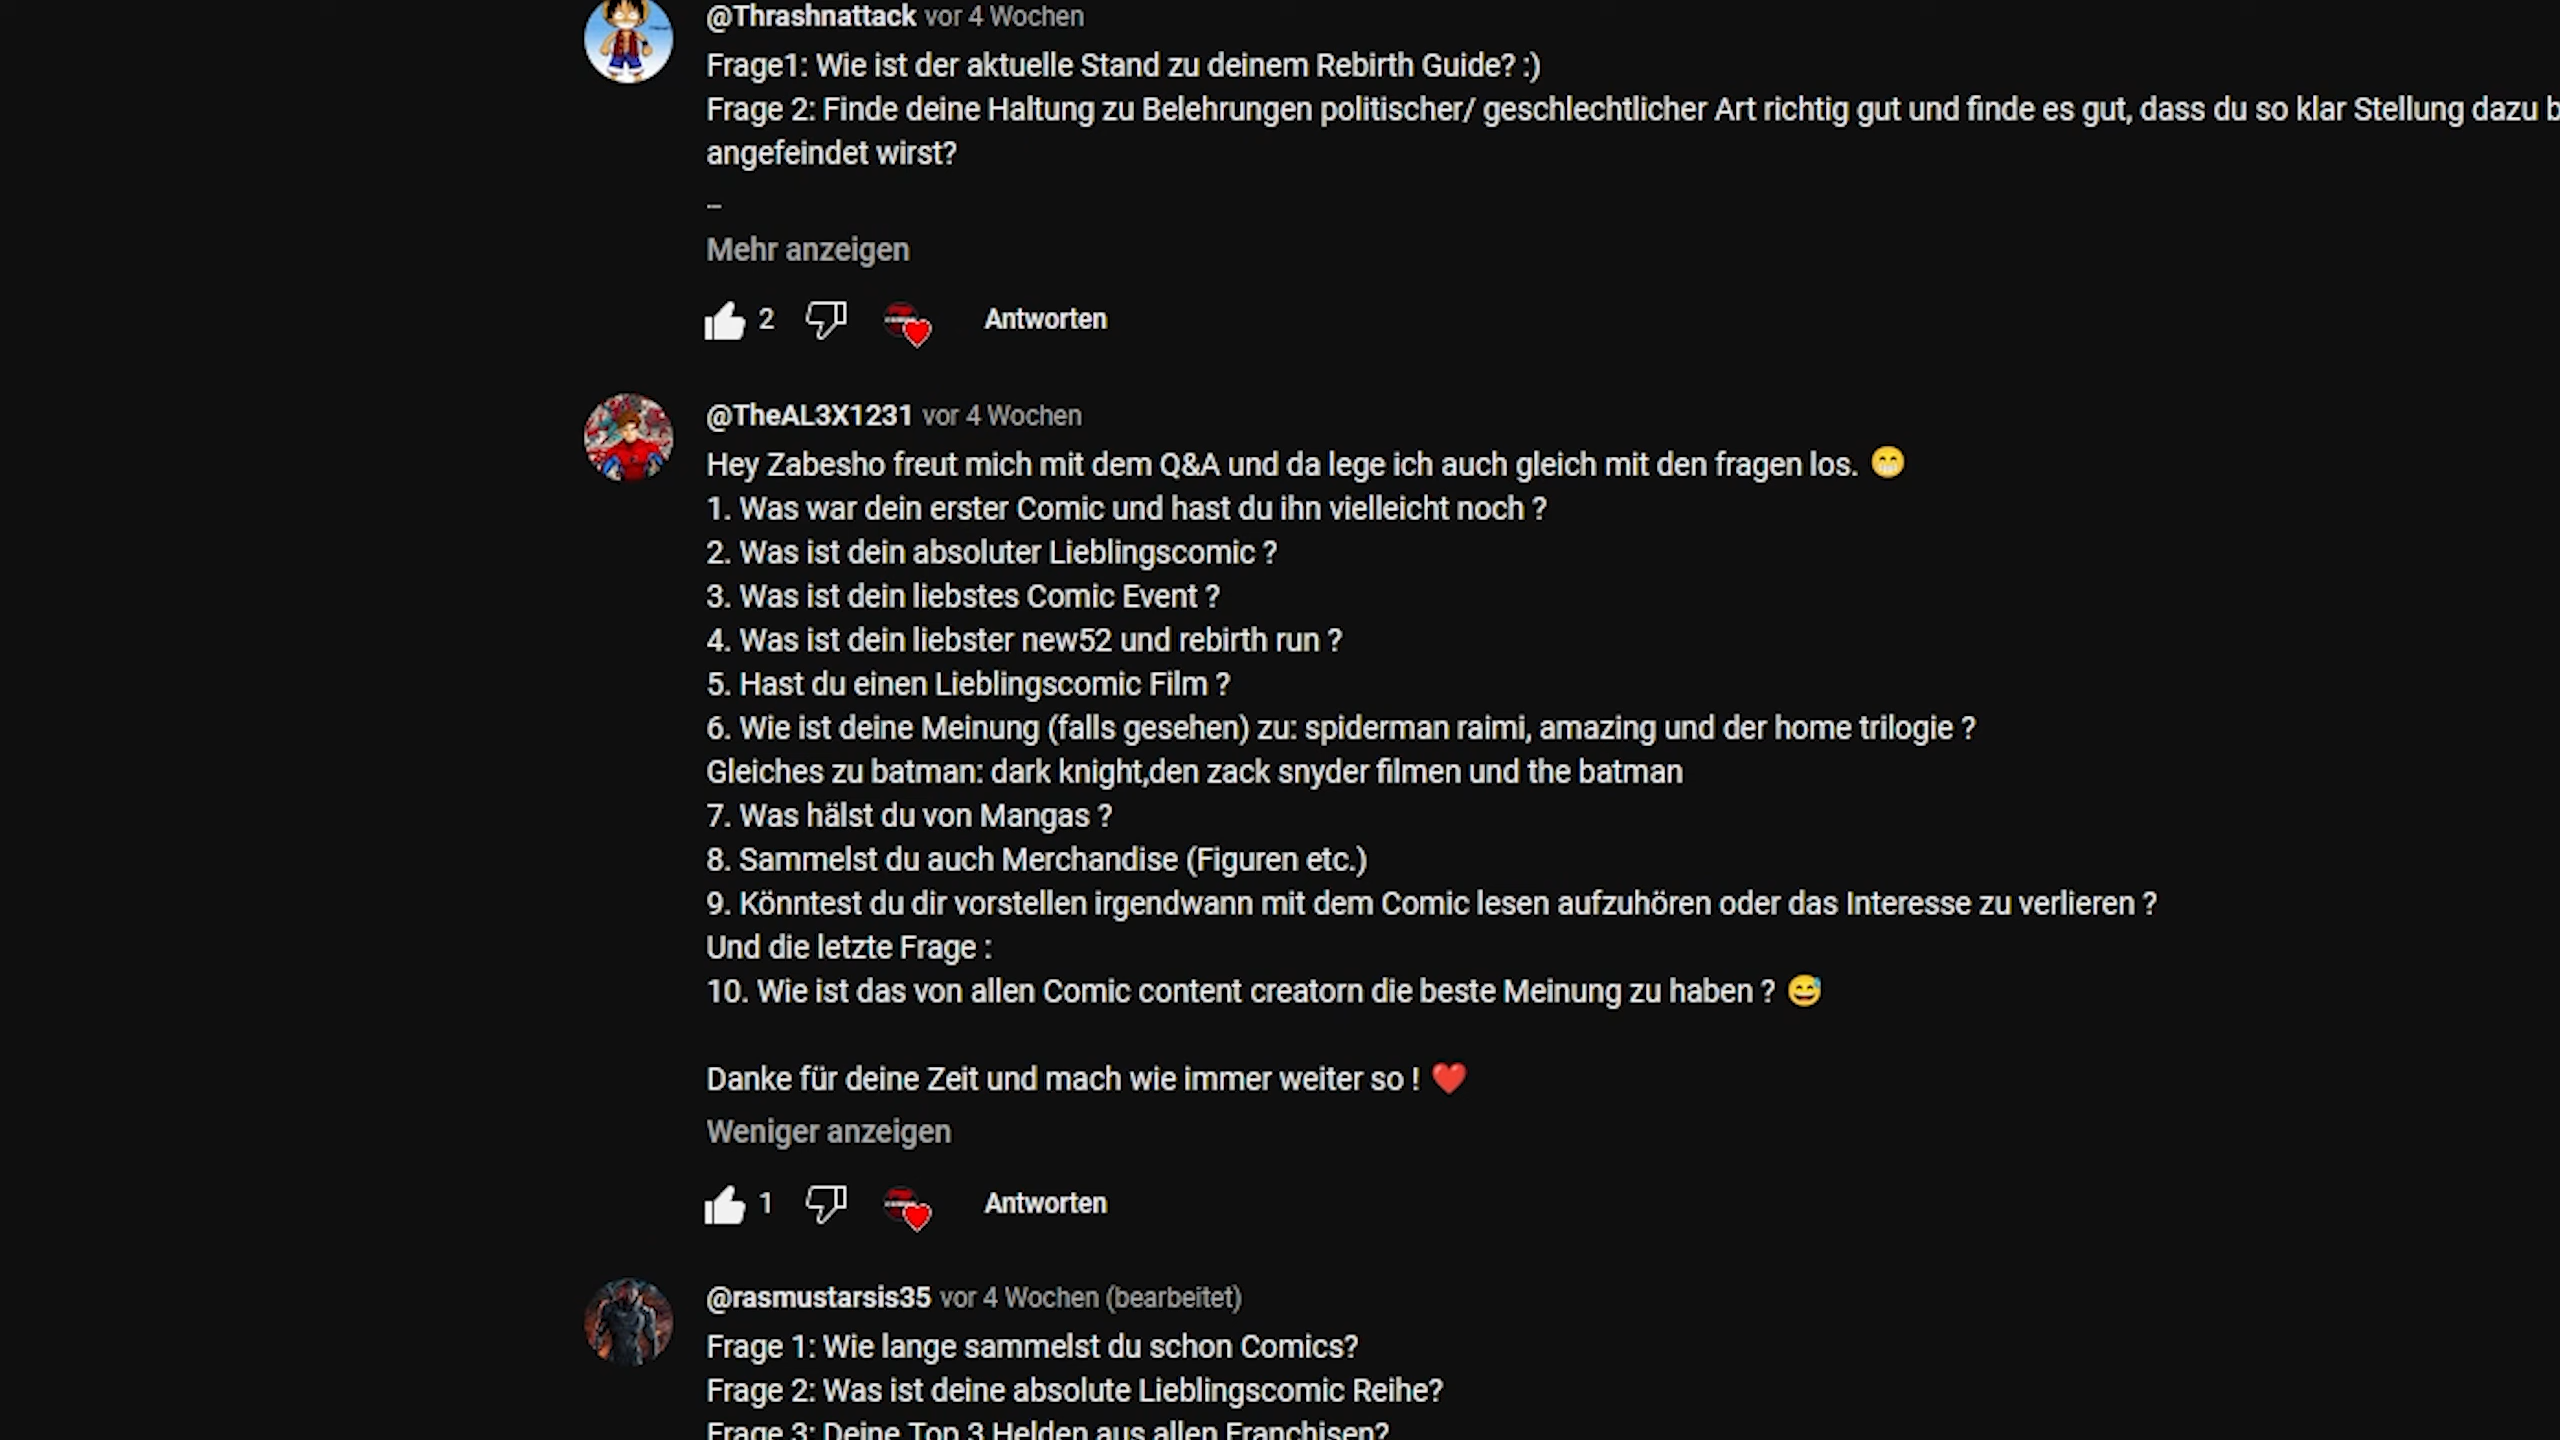 @Thrashnattack vor 4 Wochen
Frage1: Wie ist der aktuelle Stand zu deinem Rebirth Guide? :)
Frage 2: Finde deine Haltung zu Belehrungen politischer/ geschlechtlicher Art richtig gut und finde es gut, dass du so klar Stellung dazu b
angefeindet wirst?
...
Mehr anzeigen
2 Antworten
@TheAL3X1231 vor 4 Wochen
Hey Zabesho freut mich mit dem Q&A und da lege ich auch gleich mit den fragen los. 😁
1. Was war dein erster Comic und hast du ihn vielleicht noch ?
2. Was ist dein absoluter Lieblingscomic ?
3. Was ist dein liebstes Comic Event ?
4. Was ist dein liebster new52 und rebirth run ?
5. Hast du einen Lieblingscomic Film ?
6. Wie ist deine Meinung (falls gesehen) zu: spiderman raimi, amazing und der home trilogie ?
Gleiches zu batman: dark knight,den zack snyder filmen und the batman
7. Was hälst du von Mangas ?
8. Sammelst du auch Merchandise (Figuren etc.)
9. Könntest du dir vorstellen irgendwann mit dem Comic lesen aufzuhören oder das Interesse zu verlieren ?
Und die letzte Frage :
10. Wie ist das von allen Comic content creatorn die beste Meinung zu haben ? 😅
Danke für deine Zeit und mach wie immer weiter so ! ❤️
Weniger anzeigen
1 Antworten
@rasmustarsis35 vor 4 Wochen (bearbeitet)
Frage 1: Wie lange sammelst du schon Comics?
Frage 2: Was ist deine absolute Lieblingscomic Reihe?
Frage 3: Deine Top 3 Helden aus allen Franchisen?